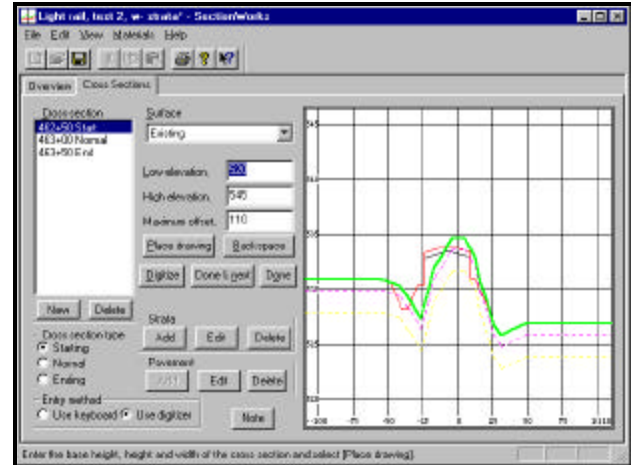 Light rail, test 2, w- strata* - SectionWorks
File Edit View Materials Help
Overview Cross Sections
Cross section
462+50 Start
463+00 Normal
463+50 End
Surface
Existing
Low elevation,
High elevation,
545
Maximum offset,
110
Place drawing Backspace
Digitize Done & next Done
New Delete
Strata
Add Edit Delete
Cross section type
Starting
Normal
Ending
Pavement
Edit Delete
Entry method
Use keyboard Use digitizer
Note
Enter the base height, height and width of the cross section and select [Place drawing].